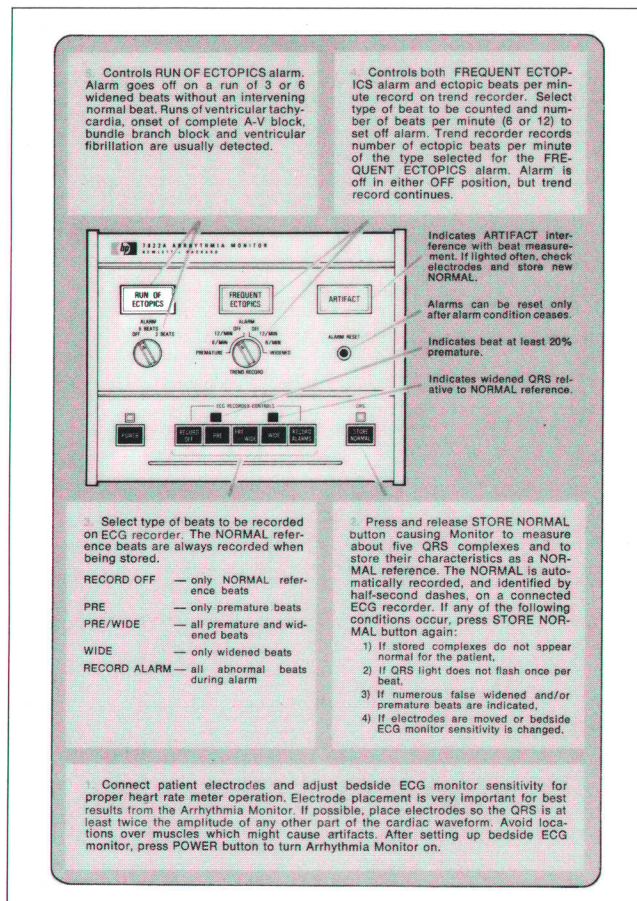 5. Controls RUN OF ECTOPICS alarm.
Alarm goes off on a run of 3 or 6
widened beats without an intervening
normal beat. Runs of ventricular tachy-
cardia, onset of complete A-V block,
bundle branch block and ventricular
fibrillation are usually detected.
4. Controls both FREQUENT ECTOP-
ICS alarm and ectopic beats per min-
ute record on trend recorder. Select
type of beat to be counted and num-
ber of beats per minute (6 or 12) to
set off alarm. Trend recorder records
number of ectopic beats per minute
of the type selected for the FRE-
QUENT ECTOPICS alarm. Alarm is
off in either OFF position, but trend
record continues.
hp 7822A ARRHYTHMIA MONITOR
HEWLETT PACKARD
RUN OF
ECTOPICS
FREQUENT
ECTOPICS
ARTIFACT
ALARM
6 BEATS
OFF 3 BEATS
ALARM
OFF OFF
12/MIN 12/MIN
6/MIN 6/MIN
PREMATURE WIDENED
TREND RECORD
ALARM RESET
ECG RECORDER CONTROLS
QRS
POWER
RECORD
OFF
PRE
PRE
WIDE
WIDE
RECORD
ALARMS
STORE
NORMAL
Indicates ARTIFACT inter-
ference with beat measure-
ment. If lighted often, check
electrodes and store new
NORMAL.
Alarms can be reset only
after alarm condition ceases.
Indicates beat at least 20%
premature.
Indicates widened QRS rel-
ative to NORMAL reference.
3. Select type of beats to be recorded
on ECG recorder. The NORMAL refer-
ence beats are always recorded when
being stored.
RECORD OFF — only NORMAL refer-
ence beats
PRE — only premature beats
PRE/WIDE — all premature and wid-
ened beats
WIDE — only widened beats
RECORD ALARM — all abnormal beats
during alarm
2. Press and release STORE NORMAL
button causing Monitor to measure
about five QRS complexes and to
store their characteristics as a NOR-
MAL reference. The NORMAL is auto-
matically recorded, and identified by
half-second dashes, on a connected
ECG recorder. If any of the following
conditions occur, press STORE NOR-
MAL button again:
1) If stored complexes do not appear
normal for the patient,
2) If QRS light does not flash once per
beat,
3) If numerous false widened and/or
premature beats are indicated,
4) If electrodes are moved or bedside
ECG monitor sensitivity is changed.
1. Connect patient electrodes and adjust bedside ECG monitor sensitivity for
proper heart rate meter operation. Electrode placement is very important for best
results from the Arrhythmia Monitor. If possible, place electrodes so the QRS is at
least twice the amplitude of any other part of the cardiac waveform. Avoid loca-
tions over muscles which might cause artifacts. After setting up bedside ECG
monitor, press POWER button to turn Arrhythmia Monitor on.